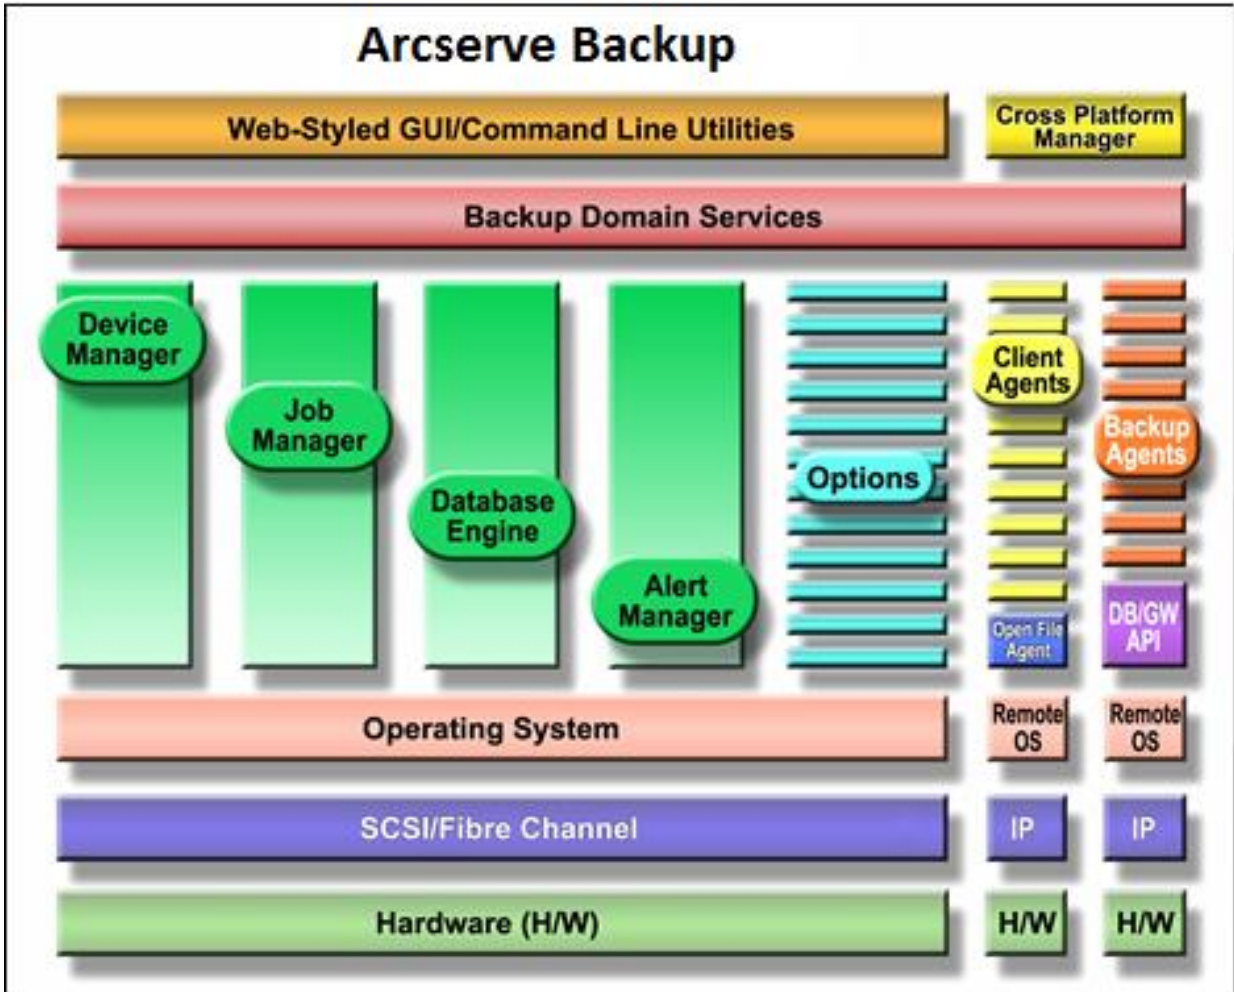 Arcserve Backup
Web-Styled GUI/Command Line Utilities
Cross Platform
Manager
Backup Domain Services
Device
Manager
Job
Manager
Database
Engine
Alert
Manager
Options
Client
Agents
Backup
Agents
Open File
Agent
DB/GW
API
Operating System
Remote
OS
Remote
OS
SCSI/Fibre Channel
IP
IP
Hardware (H/W)
H/W
H/W